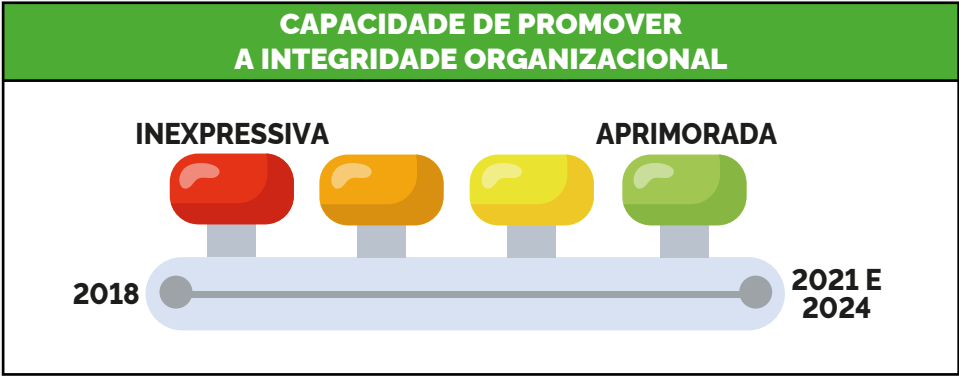 CAPACIDADE DE PROMOVER
A INTEGRIDADE ORGANIZACIONAL
INEXPRESSIVA
APRIMORADA
2018
2021 E
2024